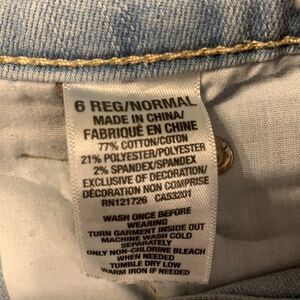 6 REG/NORMAL
MADE IN CHINA/
FABRIQUÉ EN CHINE
77% COTTON/COTON
21% POLYESTER/POLYESTER
2% SPANDEX/SPANDEX
EXCLUSIVE OF DECORATION/
DÉCORATION NON COMPRISE
RN121726 CA53201
WASH ONCE BEFORE
WEARING
TURN GARMENT INSIDE OUT
MACHINE WASH COLD
SEPARATELY
ONLY NON-CHLORINE BLEACH
WHEN NEEDED
TUMBLE DRY LOW
WARM IRON IF NEEDED